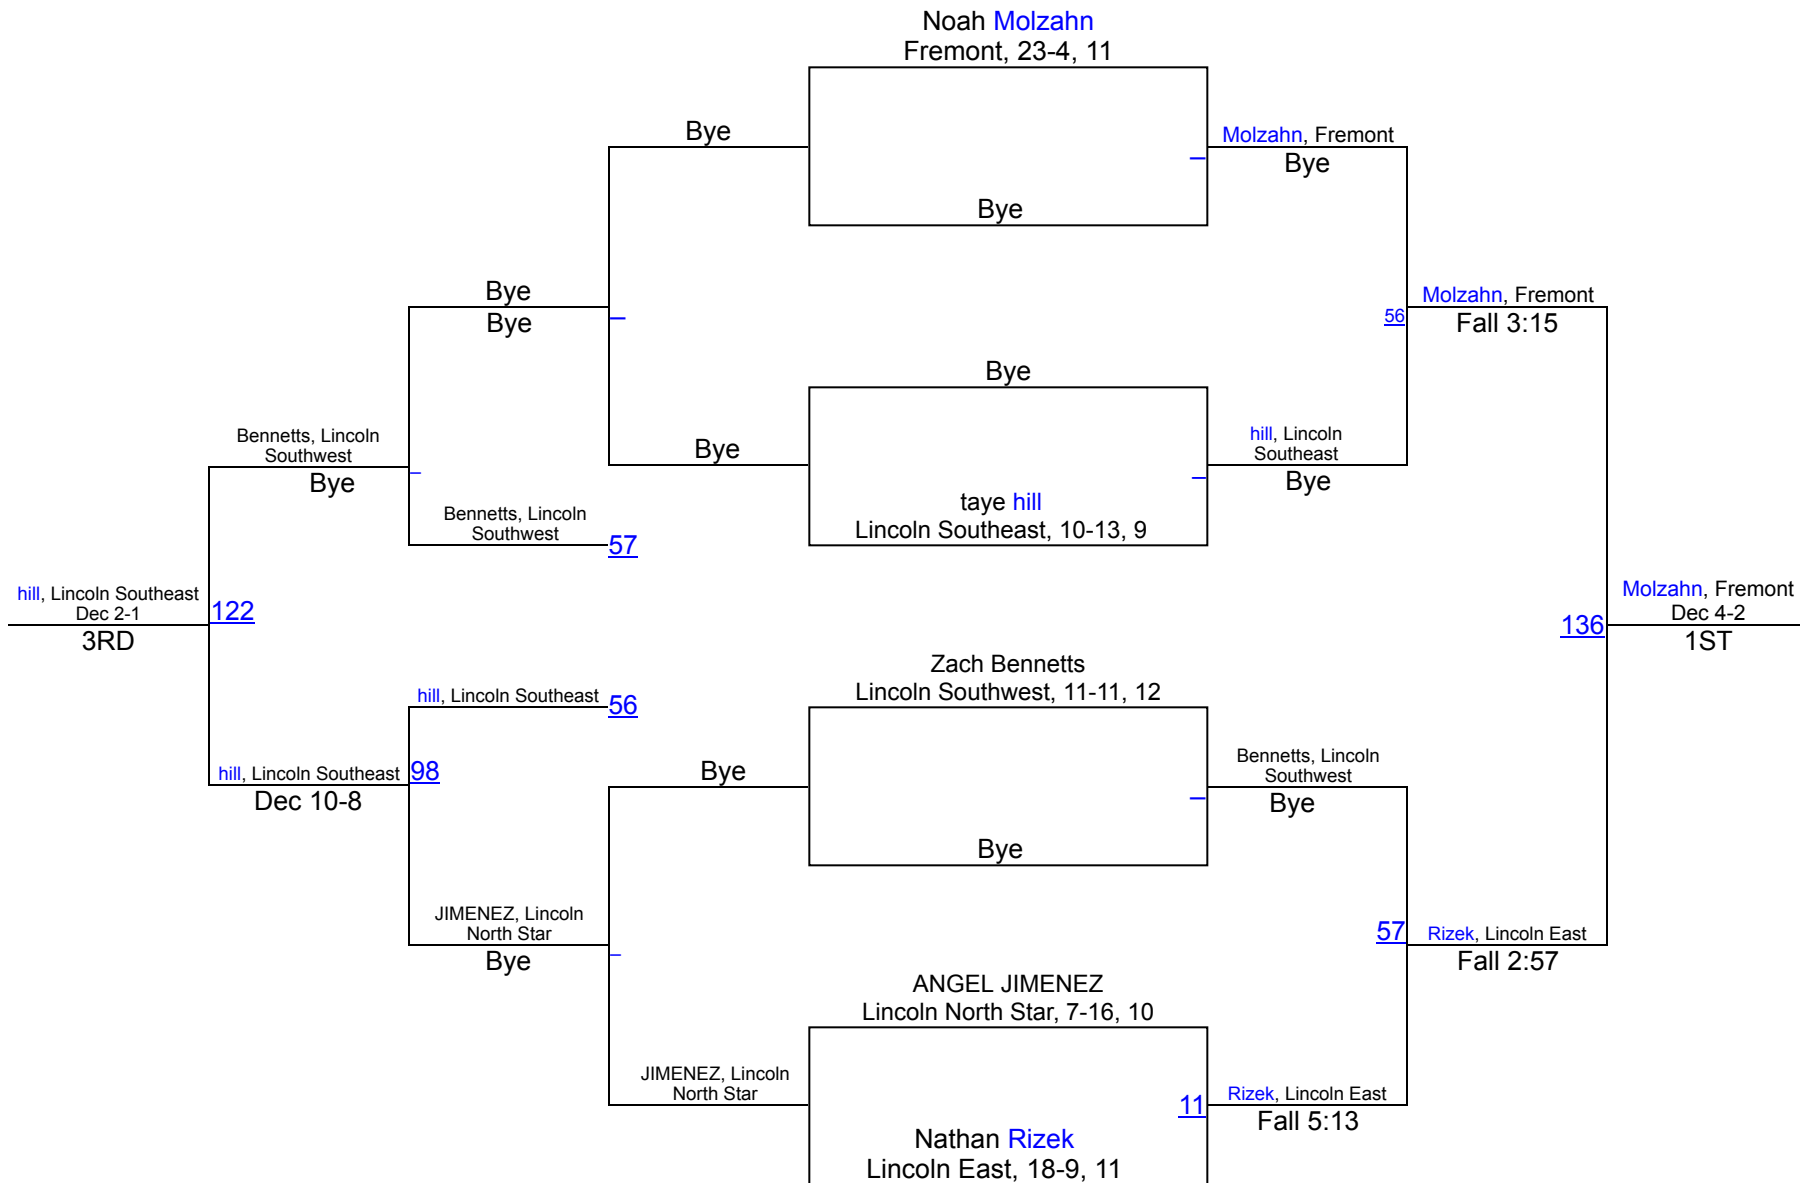 Noah Molzahn
Fremont, 23-4, 11
Bye
Molzahn, Fremont
Bye
Bye
Bye
Bye
Molzahn, Fremont
56
Fall 3:15
Bye
Bennetts, Lincoln
Southwest
Bye
Bye
hill, Lincoln
Southeast
Bye
taye hill
Lincoln Southeast, 10-13, 9
Bennetts, Lincoln
Southwest
57
hill, Lincoln Southeast
Dec 2-1
3RD
122
Molzahn, Fremont
Dec 4-2
1ST
136
Zach Bennetts
Lincoln Southwest, 11-11, 12
hill, Lincoln Southeast
56
hill, Lincoln Southeast
98
Dec 10-8
Bye
Bennetts, Lincoln
Southwest
Bye
Bye
JIMENEZ, Lincoln
North Star
Bye
57
Rizek, Lincoln East
Fall 2:57
ANGEL JIMENEZ
Lincoln North Star, 7-16, 10
JIMENEZ, Lincoln
North Star
11
Rizek, Lincoln East
Fall 5:13
Nathan Rizek
Lincoln East, 18-9, 11